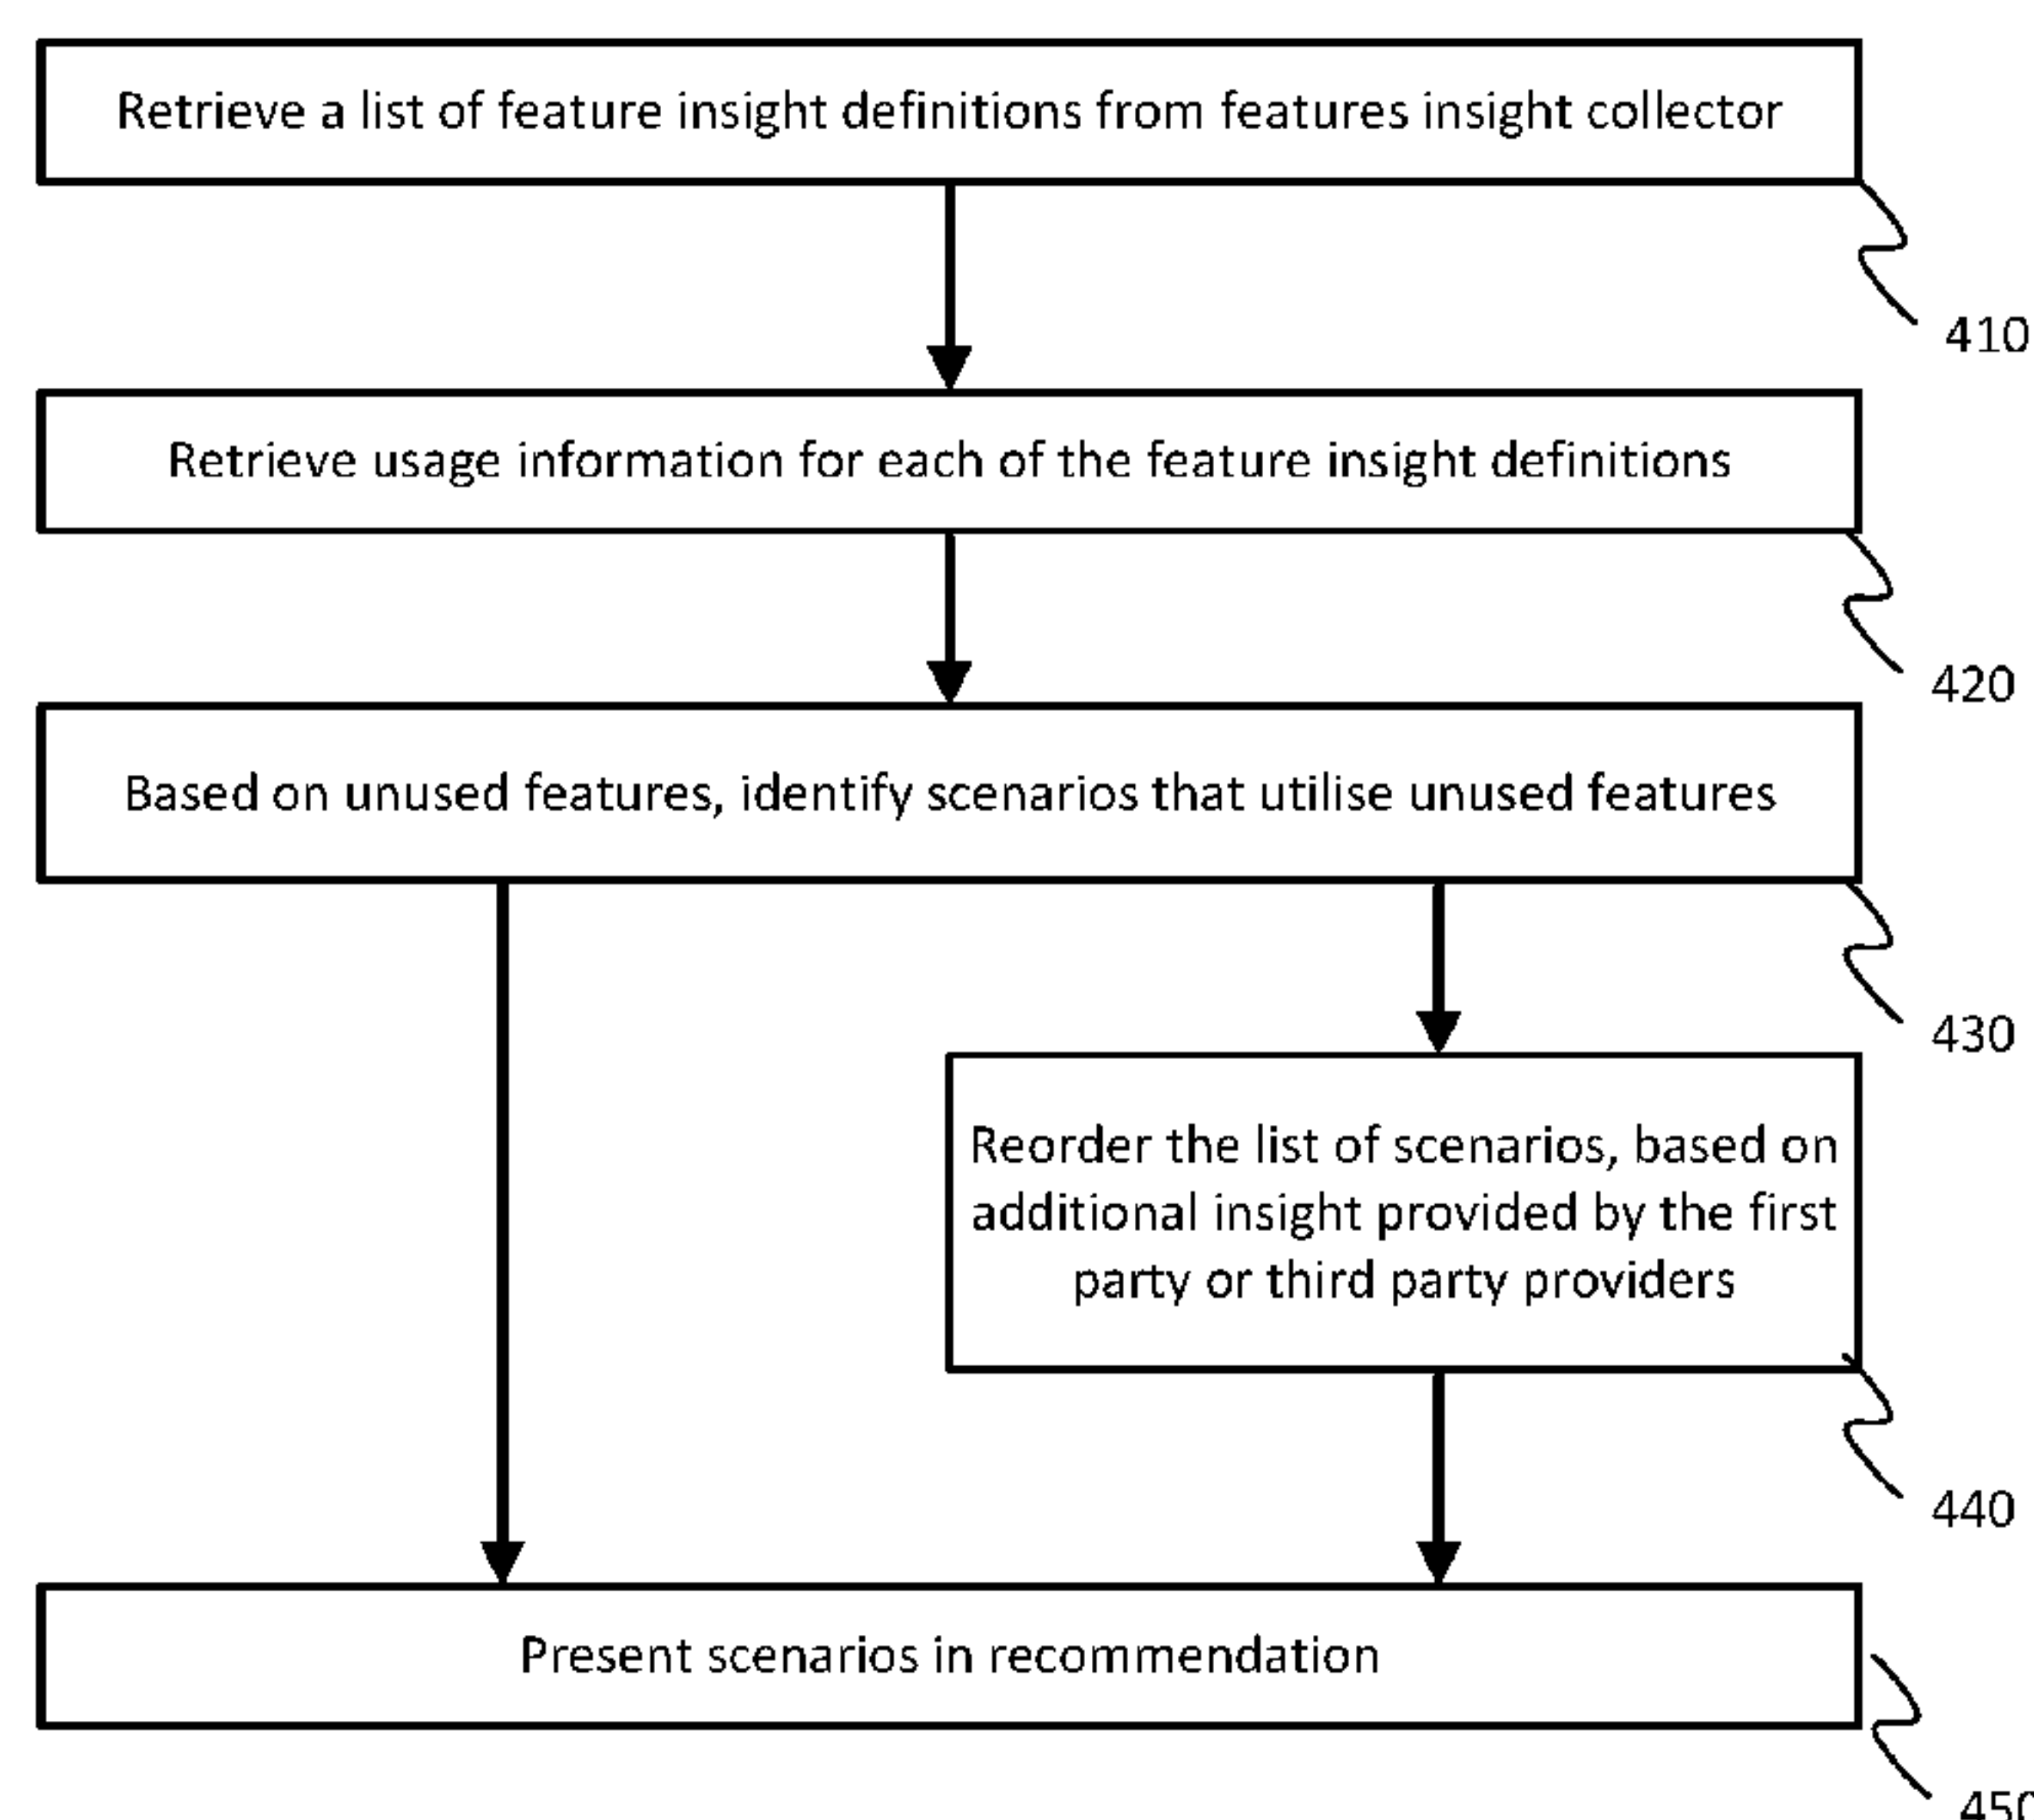 Retrieve a list of feature insight definitions from features insight collector
410
Retrieve usage information for each of the feature insight definitions
420
Based on unused features, identify scenarios that utilise unused features
430
Reorder the list of scenarios, based on
additional insight provided by the first
party or third party providers
440
Present scenarios in recommendation
450